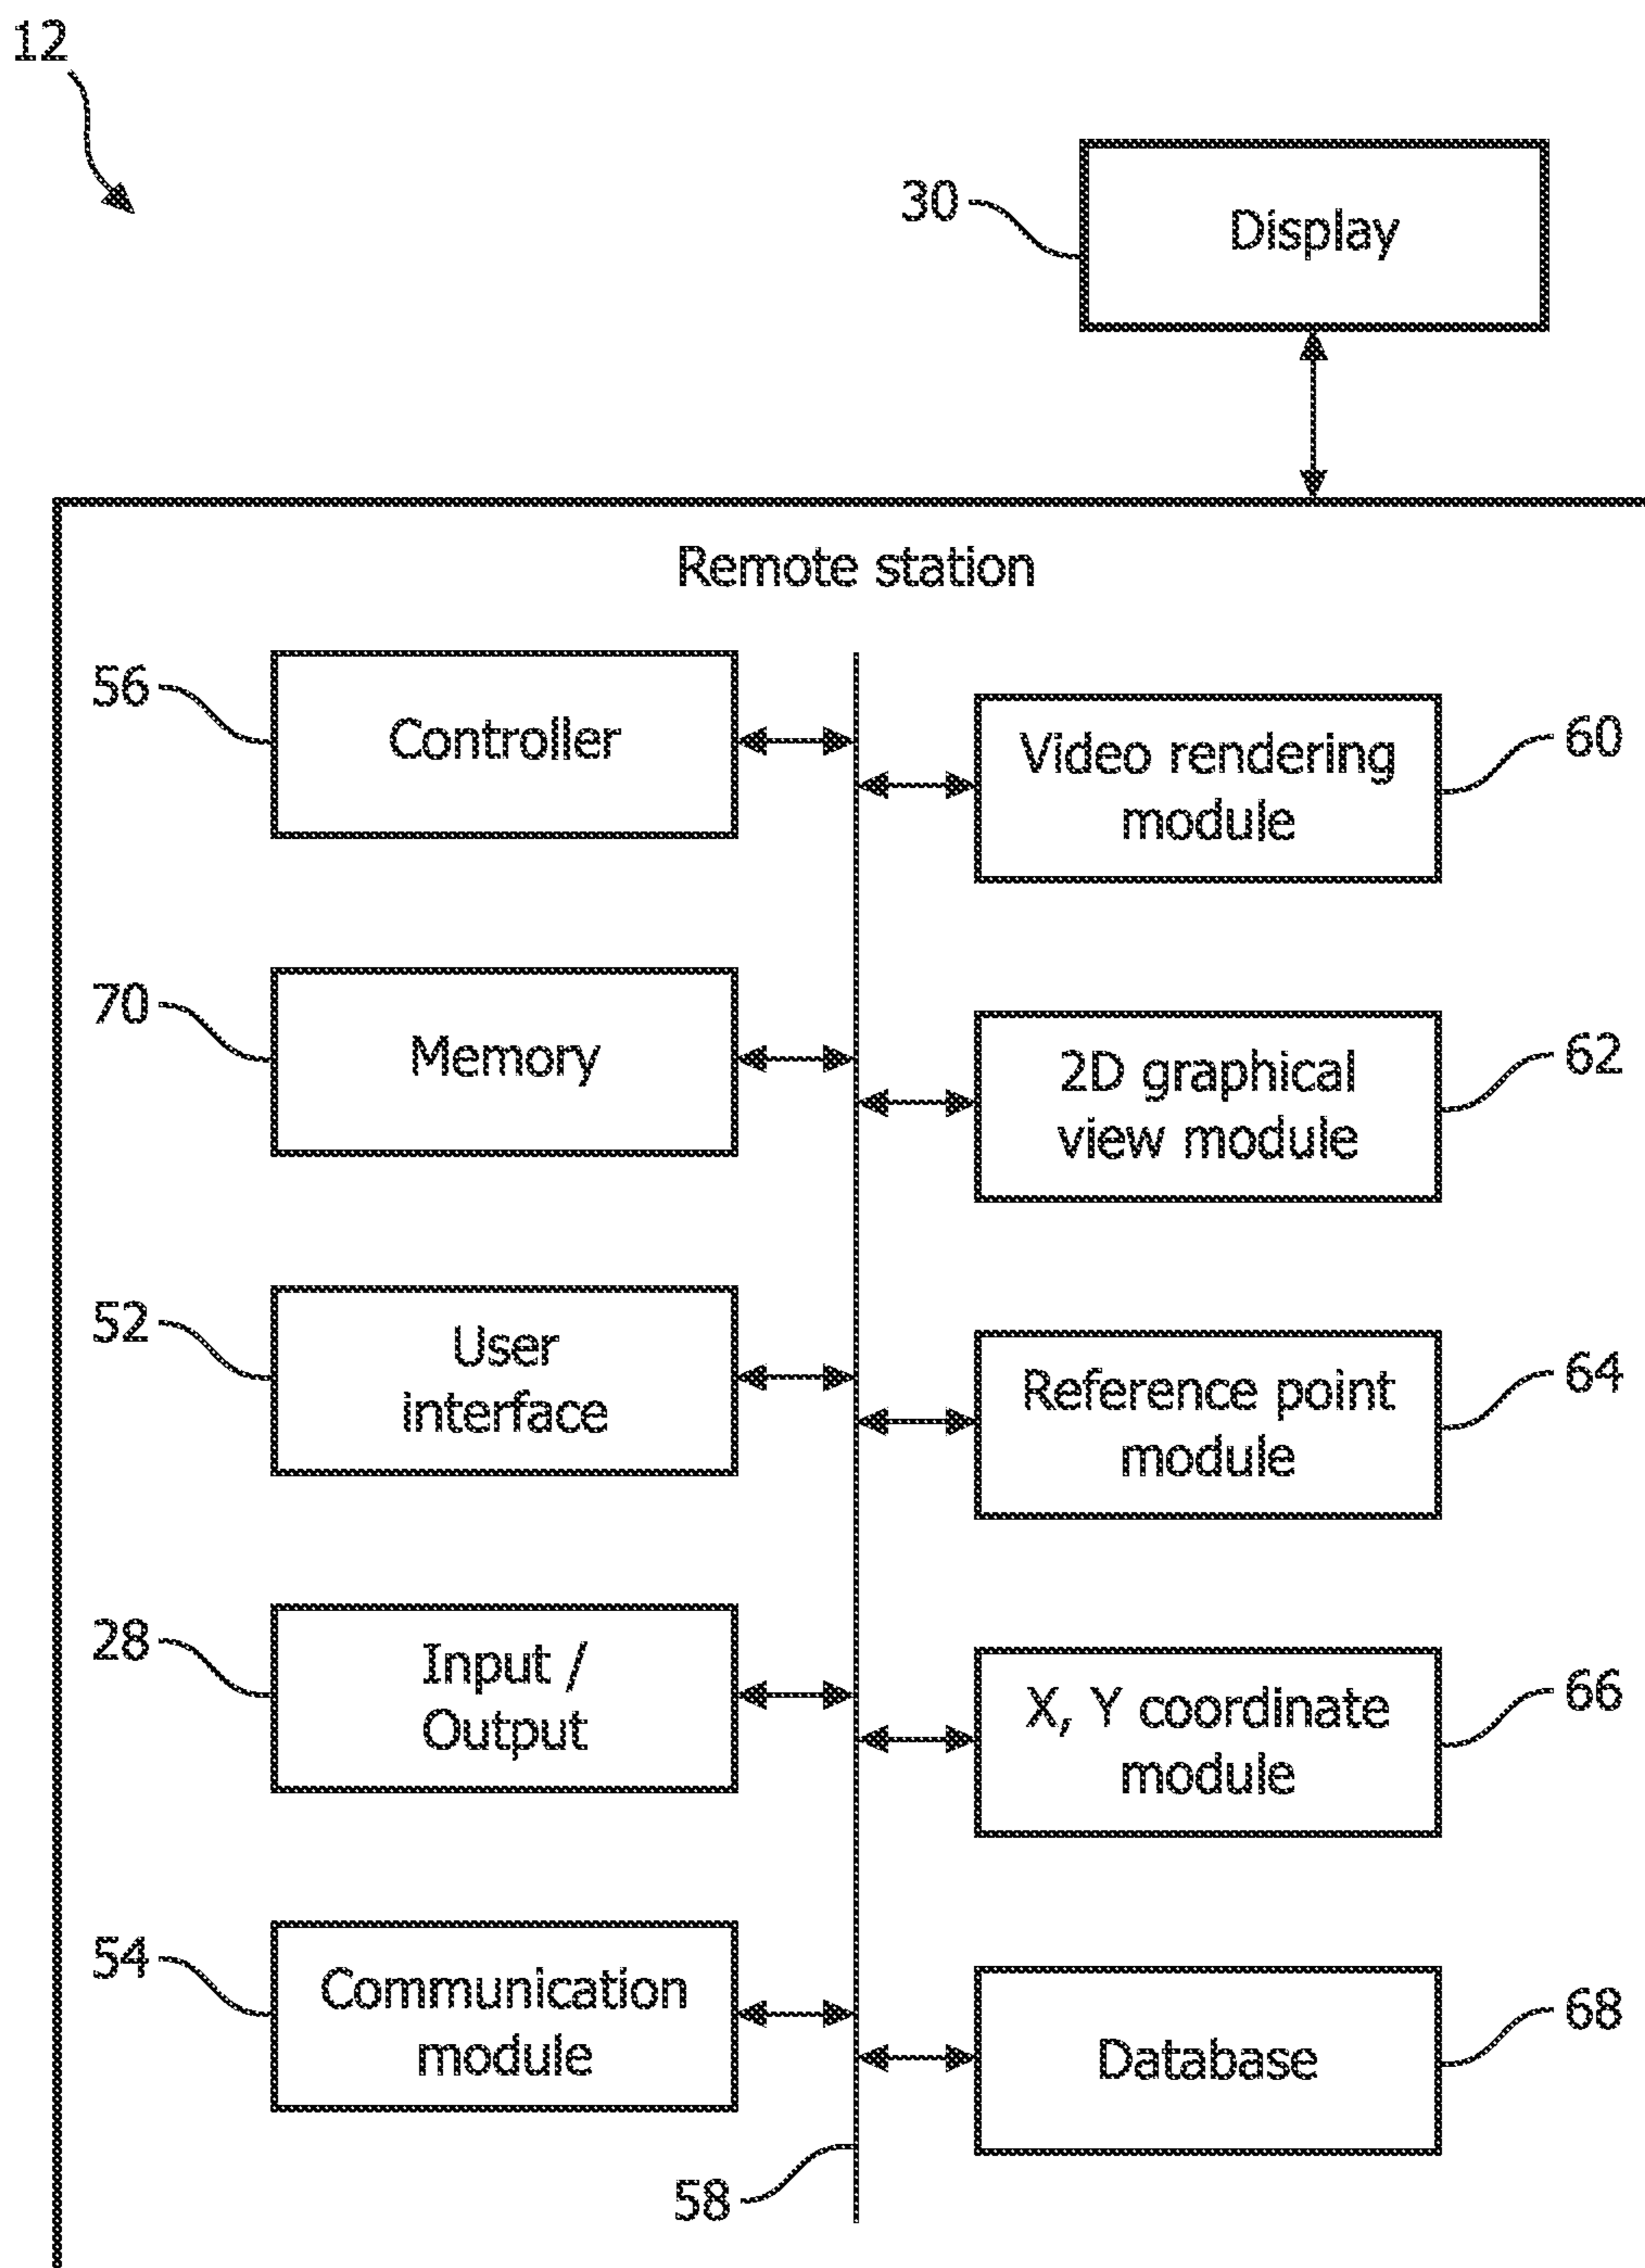 12
30
Display
Remote station
56
Controller
Video rendering
module
60
70
Memory
2D graphical
view module
62
52
User
interface
Reference point
module
64
28
Input /
Output
X, Y coordinate
module
66
54
Communication
module
Database
68
58